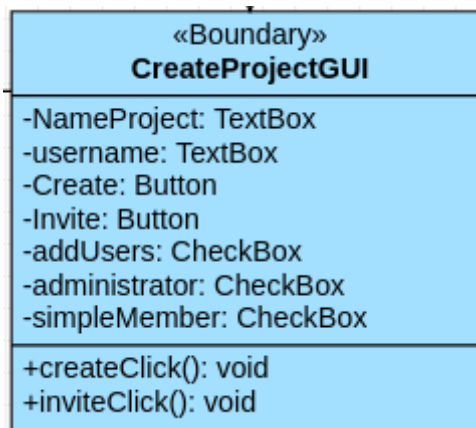 «Boundary»
CreateProjectGUI
-NameProject: TextBox
-username: TextBox
-Create: Button
-Invite: Button
-addUsers: CheckBox
-administrator: CheckBox
-simpleMember: CheckBox
+createClick(): void
+inviteClick(): void